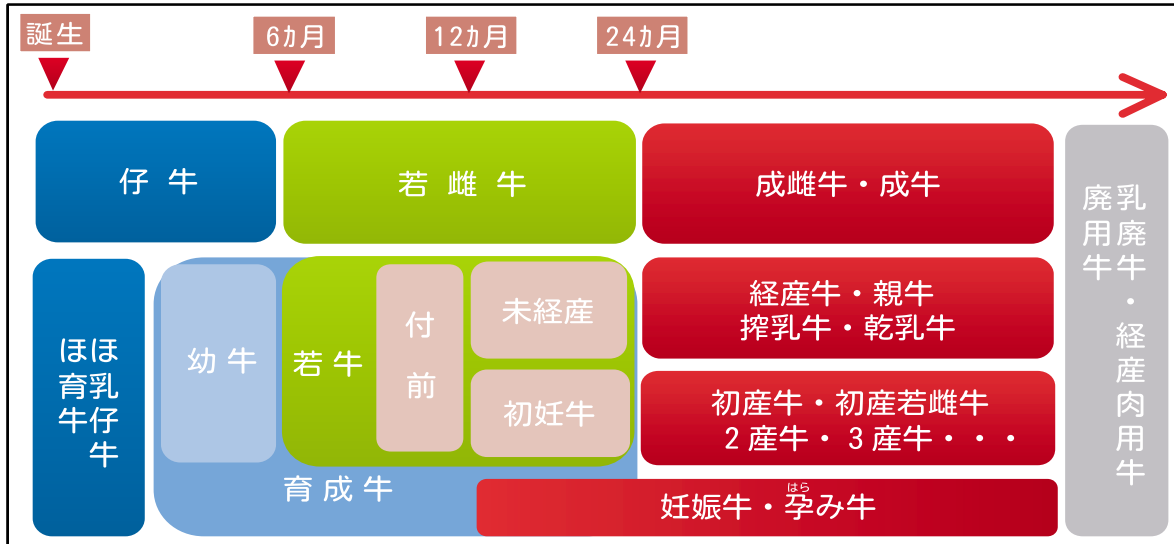 誕生
6ｶ月
12ｶ月
24ｶ月
仔牛
若雌牛
成雌牛・成牛
乳廃牛・経産肉用牛
廃用牛
ほ乳仔牛
ほ育牛
幼牛
若牛
付前
未経産
初妊牛
育成牛
経産牛・親牛
搾乳牛・乾乳牛
初産牛・初産若雌牛
2産牛・3産牛・・・
はら
妊娠牛・孕み牛